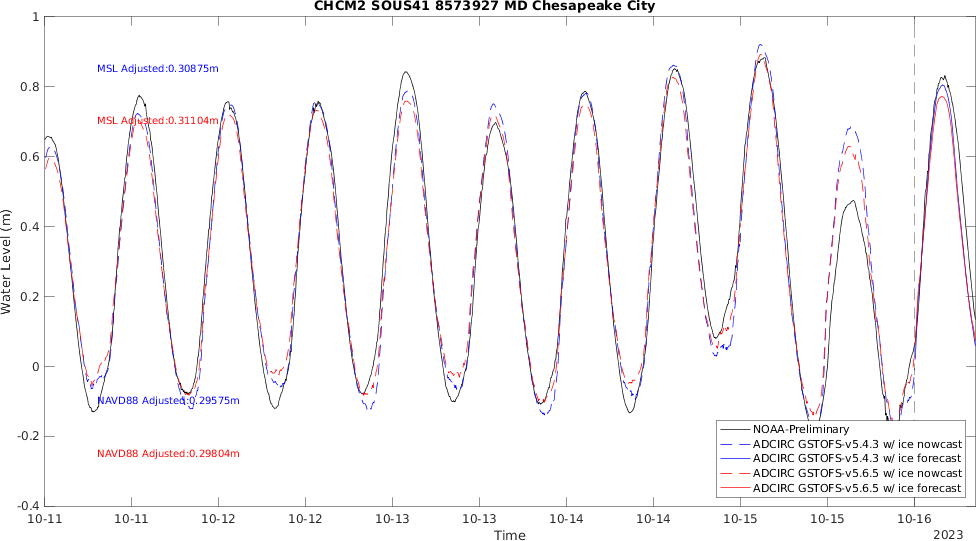 CHCM2 SOUS41 8573927 MD Chesapeake City
1
0.8
0.6
0.4
0.2
0
-0.2
-0.4
Water Level (m)
MSL Adjusted:0.30875m
MSL Adjusted:0.31104m
NAVD88 Adjusted:0.29575m
NAVD88 Adjusted:0.29804m
NOAA-Preliminary
ADCIRC GSTOFS-v5.4.3 w/ ice nowcast
ADCIRC GSTOFS-v5.4.3 w/ ice forecast
ADCIRC GSTOFS-v5.6.5 w/ ice nowcast
ADCIRC GSTOFS-v5.6.5 w/ ice forecast
10-11 10-11 10-12 10-12 10-13 10-13 10-14 10-14 10-15 10-15 10-16
Time
2023